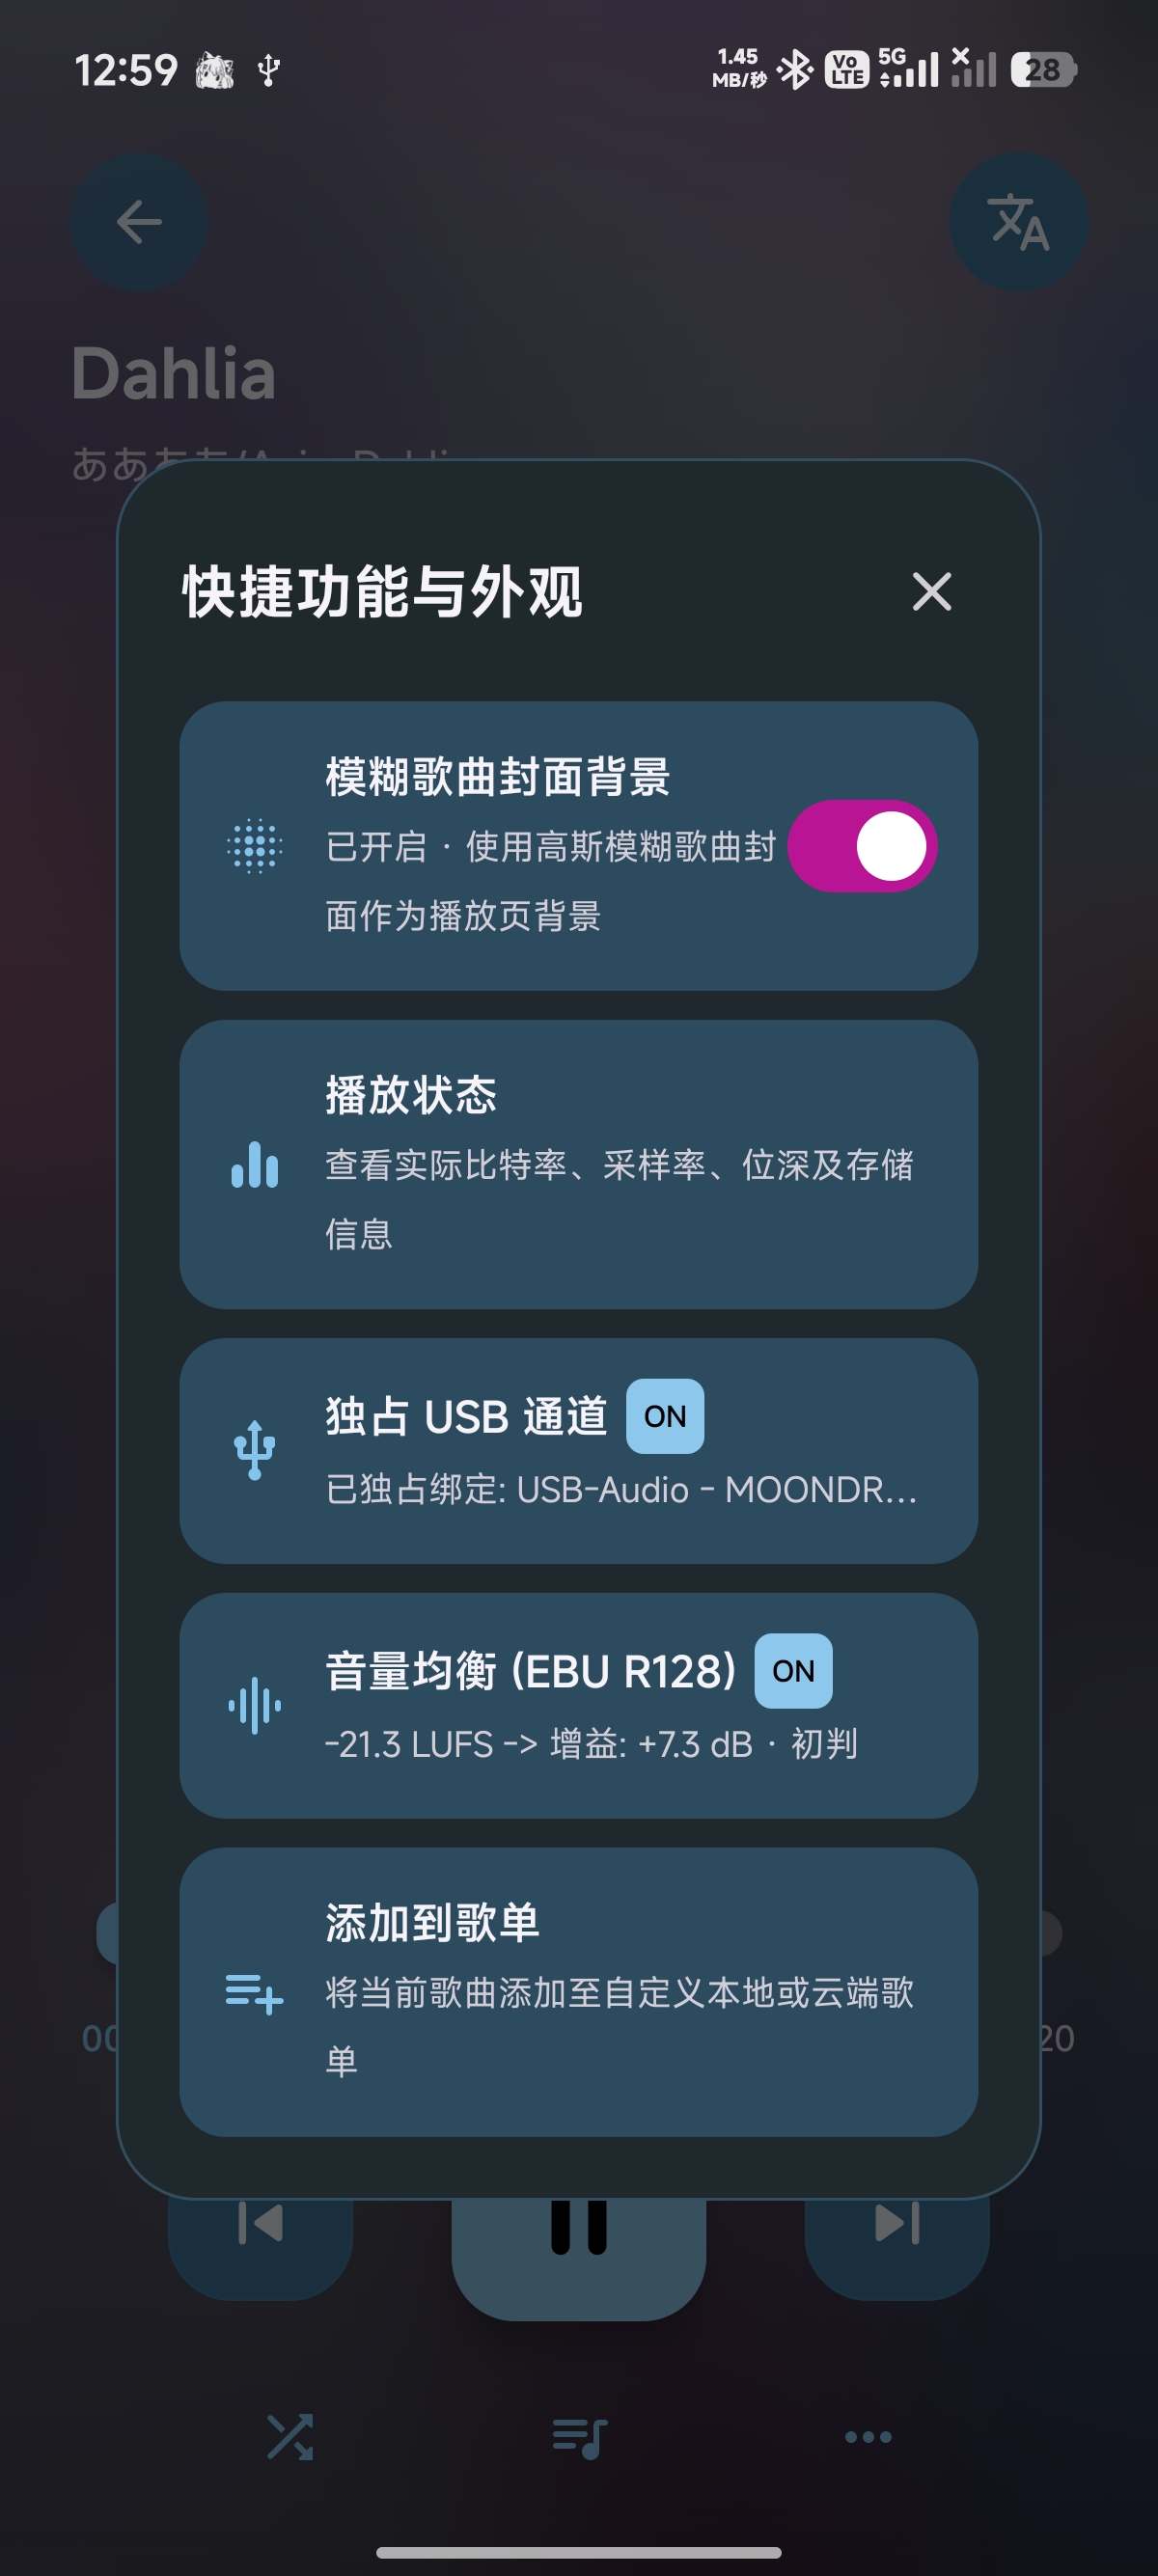 12:59
1.45
MB/秒
Vo
LTE
5G
28
Dahlia
快捷功能与外观
模糊歌曲封面背景
已开启 · 使用高斯模糊歌曲封
面作为播放页背景
播放状态
查看实际比特率、采样率、位深及存储
信息
独占 USB 通道 ON
已独占绑定: USB-Audio - MOONDR...
音量均衡 (EBU R128) ON
-21.3 LUFS -> 增益: +7.3 dB · 初判
添加到歌单
将当前歌曲添加至自定义本地或云端歌
单
00
20